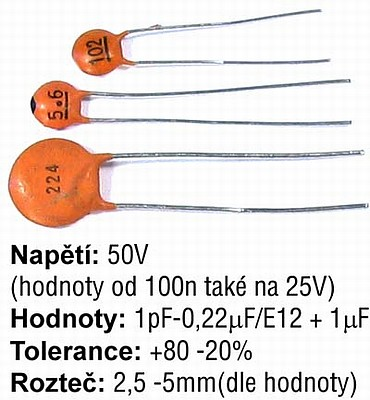 102
5.6
224
Napětí: 50V
(hodnoty od 100n také na 25V)
Hodnoty: 1pF-0,22µF/E12 + 1µF
Tolerance: +80 -20%
Rozteč: 2,5 -5mm(dle hodnoty)